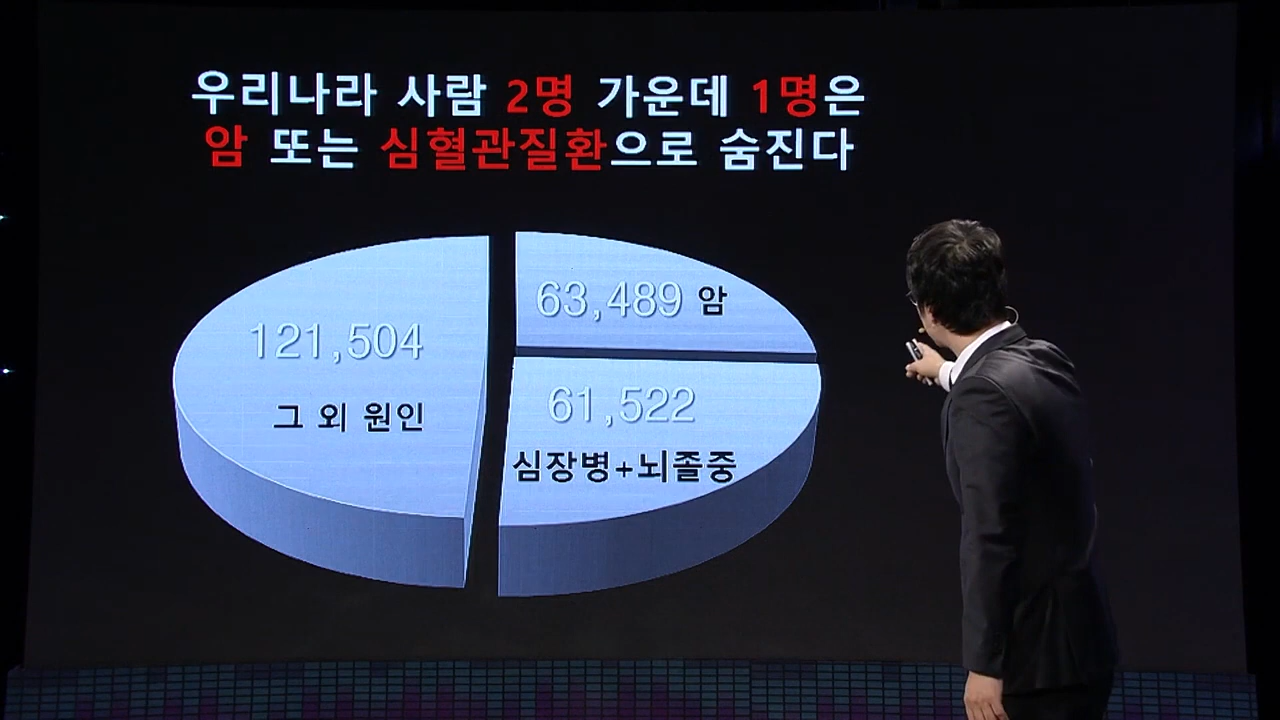 우리나라 사람 2명 가운데 1명은
암 또는 심혈관질환으로 숨진다
63,489 암
121,504
그 외 원인
61,522
심장병+뇌졸중